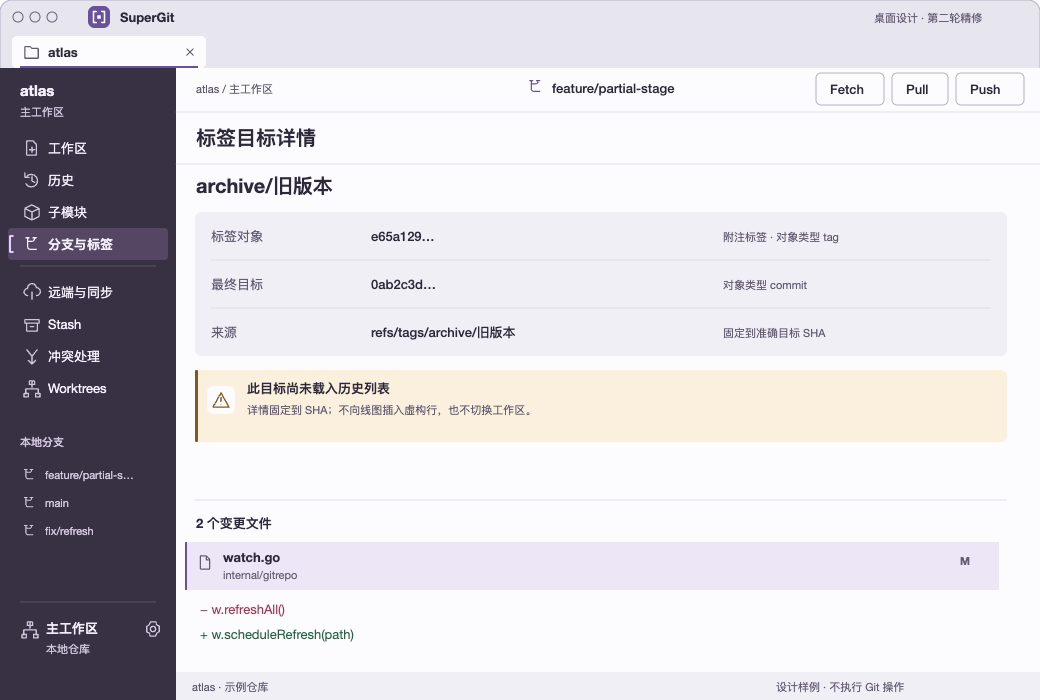 SuperGit
桌面设计 · 第二轮精修
atlas
atlas
主工作区
工作区
历史
子模块
分支与标签
远端与同步
Stash
冲突处理
Worktrees
本地分支
feature/partial-s...
main
fix/refresh
主工作区
本地仓库
atlas / 主工作区
feature/partial-stage
Fetch
Pull
Push
标签目标详情
archive/旧版本
标签对象 e65a129... 附注标签 · 对象类型 tag
最终目标 0ab2c3d... 对象类型 commit
来源 refs/tags/archive/旧版本 固定到准确目标 SHA
此目标尚未载入历史列表
详情固定到 SHA；不向线图插入虚构行，也不切换工作区。
2 个变更文件
watch.go M
internal/gitrepo
− w.refreshAll()
+ w.scheduleRefresh(path)
atlas · 示例仓库
设计样例 · 不执行 Git 操作